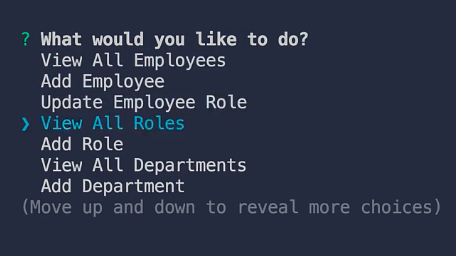 ? What would you like to do?
View All Employees
Add Employee
Update Employee Role
❯ View All Roles
Add Role
View All Departments
Add Department
(Move up and down to reveal more choices)